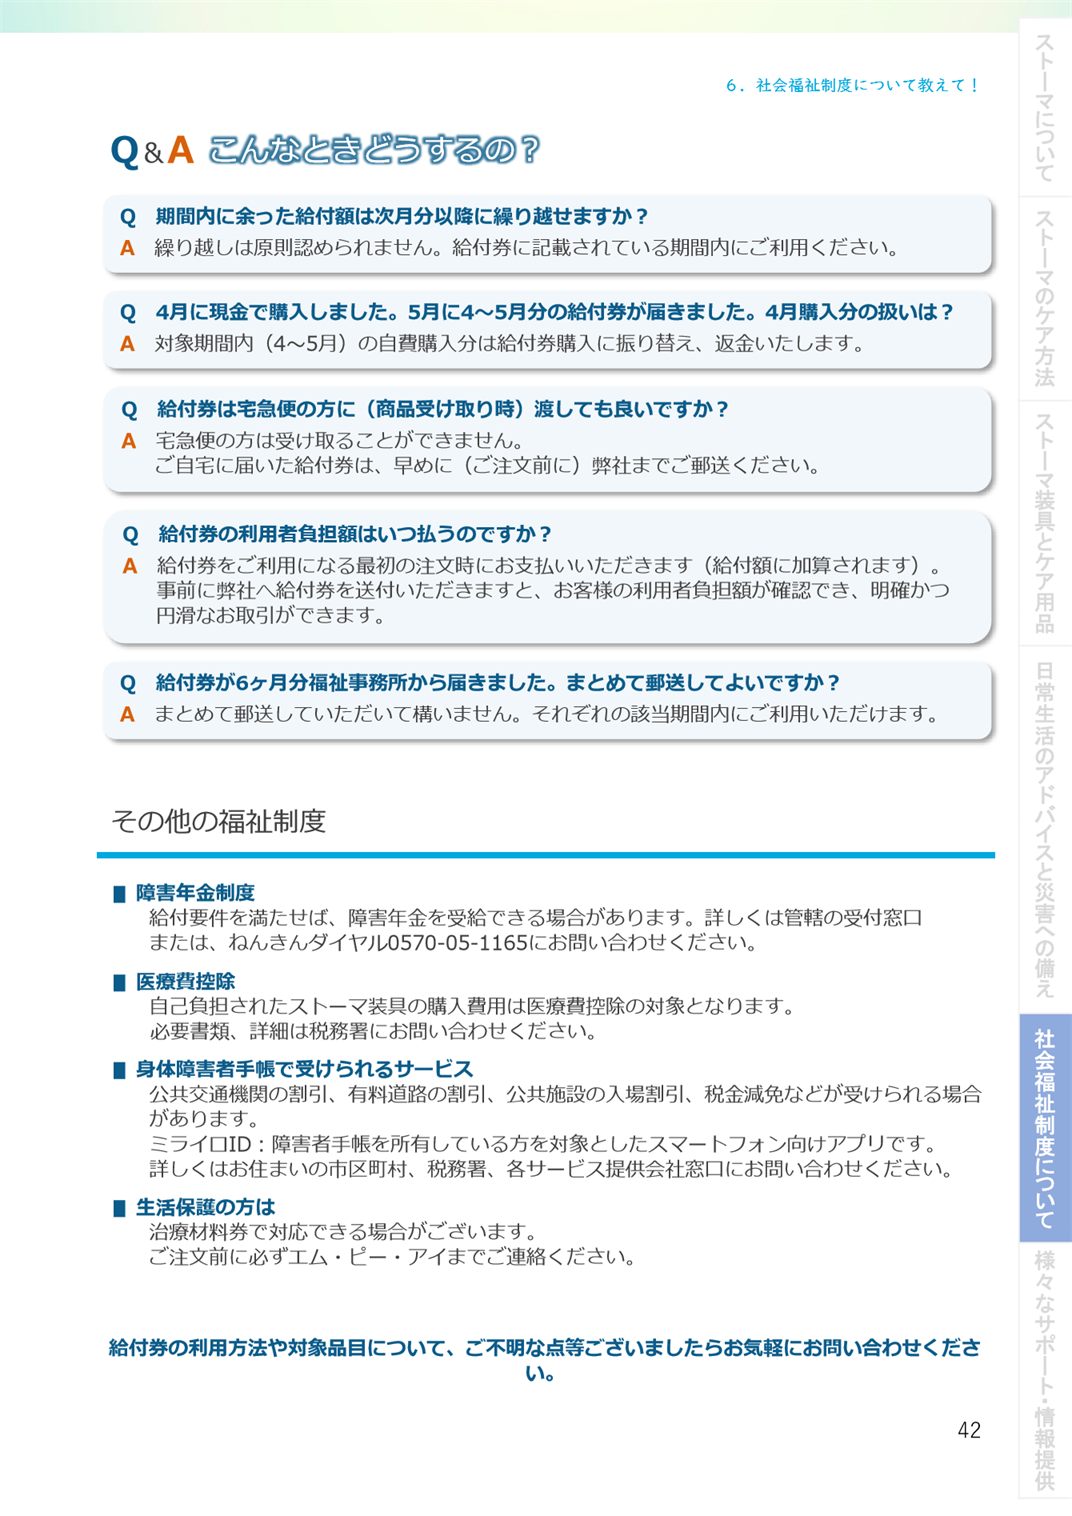 6．社会福祉制度について教えて！
Q & A こんなときどうするの？
Q 期間内に余った給付額は次月分以降に繰り越せますか？
A 繰り越しは原則認められません。給付券に記載されている期間内にご利用ください。
Q 4月に現金で購入しました。5月に4～5月分の給付券が届きました。4月購入分の扱いは？
A 対象期間内（4～5月）の自費購入分は給付券購入に振り替え、返金いたします。
Q 給付券は宅急便の方に（商品受け取り時）渡しても良いですか？
A 宅急便の方は受け取ることができません。
ご自宅に届いた給付券は、早めに（ご注文前に）弊社までご郵送ください。
Q 給付券の利用者負担額はいつ払うのですか？
A 給付券をご利用になる最初の注文時にお支払いいただきます（給付額に加算されます）。
事前に弊社へ給付券を送付いただきますと、お客様の利用者負担額が確認でき、明確かつ
円滑なお取引ができます。
Q 給付券が6ヶ月分福祉事務所から届きました。まとめて郵送してよいですか？
A まとめて郵送していただいて構いません。それぞれの該当期間内にご利用いただけます。
その他の福祉制度
■ 障害年金制度
給付要件を満たせば、障害年金を受給できる場合があります。詳しくは管轄の受付窓口
または、ねんきんダイヤル0570-05-1165にお問い合わせください。
■ 医療費控除
自己負担されたストーマ装具の購入費用は医療費控除の対象となります。
必要書類、詳細は税務署にお問い合わせください。
■ 身体障害者手帳で受けられるサービス
公共交通機関の割引、有料道路の割引、公共施設の入場割引、税金減免などが受けられる場合
があります。
ミライロID：障害者手帳を所有している方を対象としたスマートフォン向けアプリです。
詳しくはお住まいの市区町村、税務署、各サービス提供会社窓口にお問い合わせください。
■ 生活保護の方は
治療材料券で対応できる場合がございます。
ご注文前に必ずエム・ピー・アイまでご連絡ください。
給付券の利用方法や対象品目について、ご不明な点等ございましたらお気軽にお問い合わせくださ
い。
42
ストーマについて
ストーマのケア方法
ストーマ装具とケア用品
日常生活のアドバイスと災害への備え
社会福祉制度について
様々なサポート・情報提供